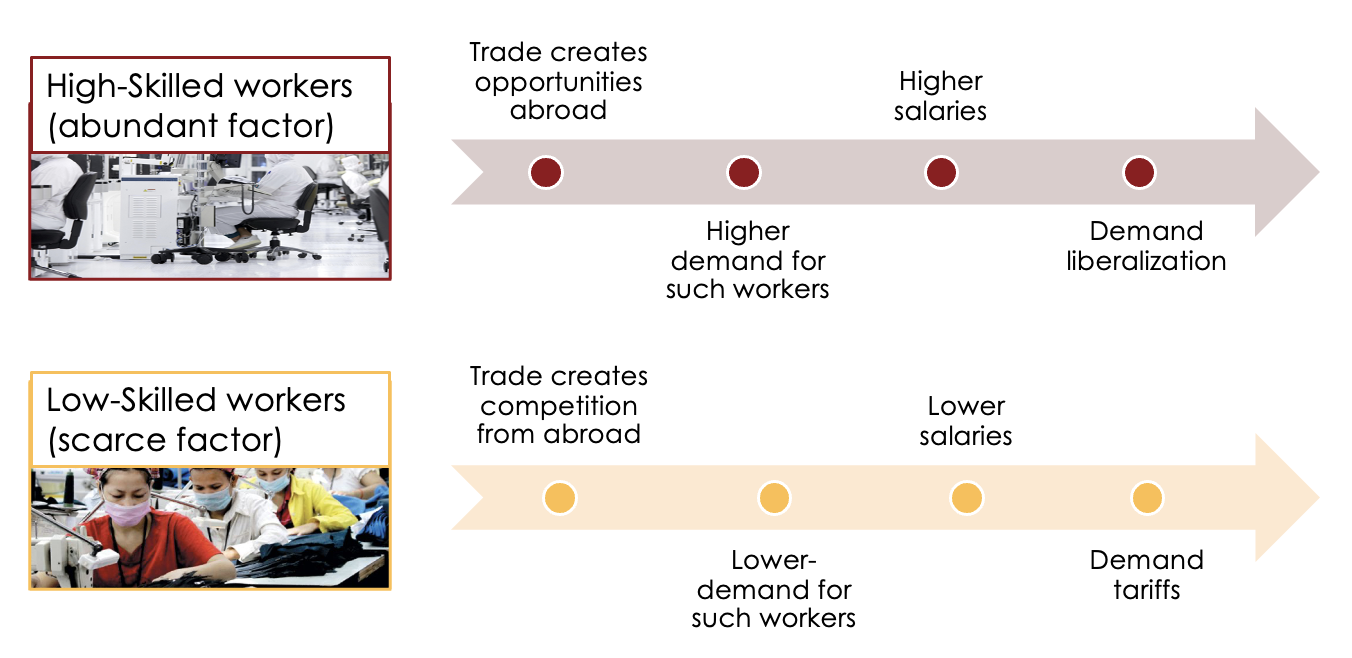 High-Skilled workers
(abundant factor)
Trade creates
opportunities
abroad
Higher
demand for
such workers
Higher
salaries
Demand
liberalization
Low-Skilled workers
(scarce factor)
Trade creates
competition
from abroad
Lower-
demand for
such workers
Lower
salaries
Demand
tariffs